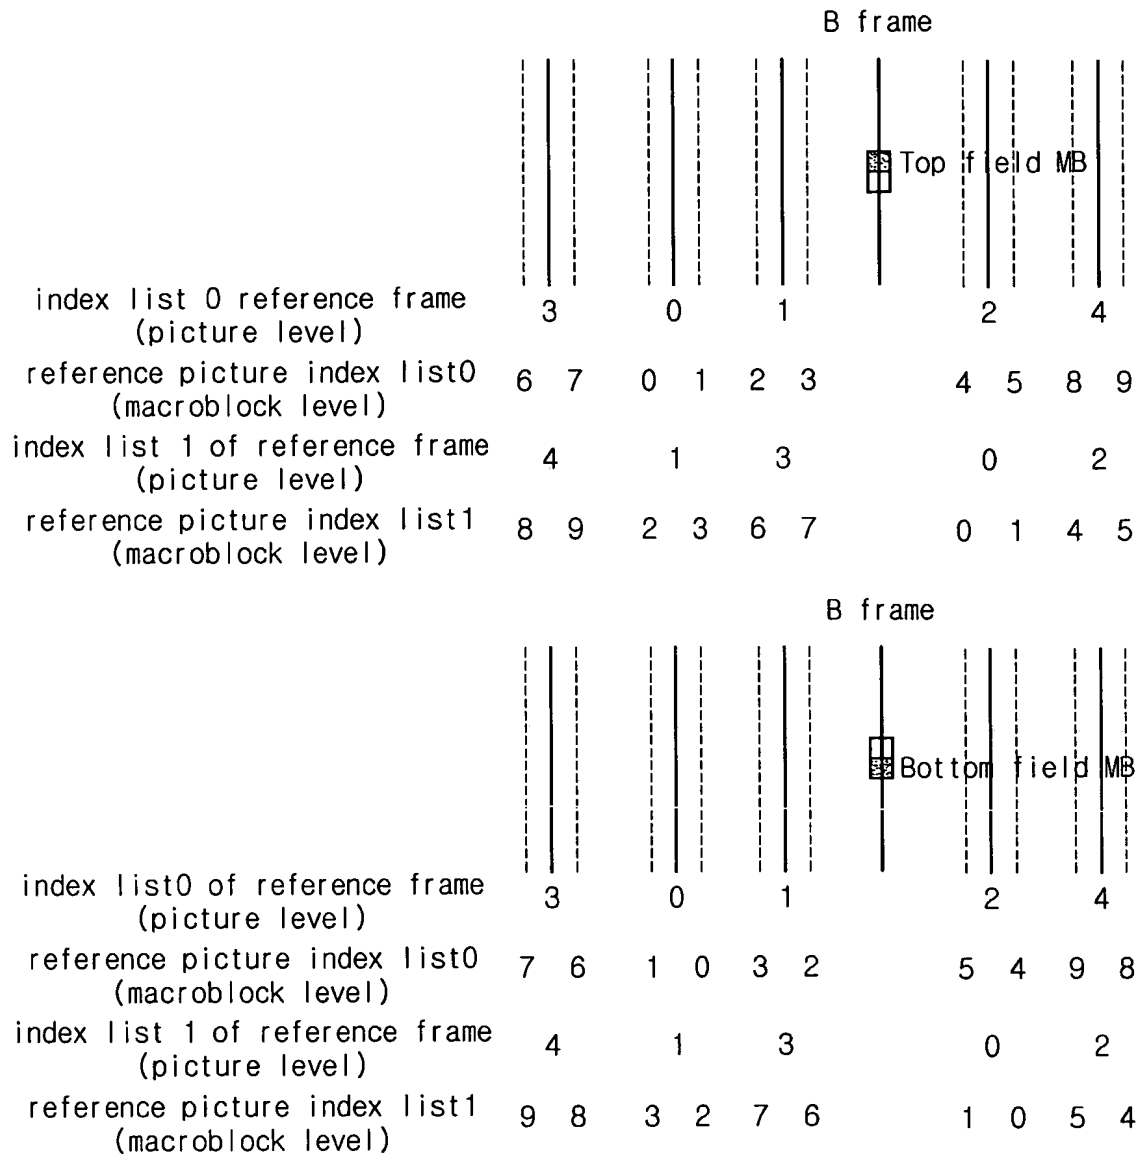 B frame
Top field MB
index list 0 reference frame
(picture level)
3 0 1 2 4
reference picture index list0
(macroblock level)
6 7 0 1 2 3 4 5 8 9
index list 1 of reference frame
(picture level)
4 1 3 0 2
reference picture index list1
(macroblock level)
8 9 2 3 6 7 0 1 4 5
B frame
Bottom field MB
index list0 of reference frame
(picture level)
3 0 1 2 4
reference picture index list0
(macroblock level)
7 6 1 0 3 2 5 4 9 8
index list 1 of reference frame
(picture level)
4 1 3 0 2
reference picture index list1
(macroblock level)
9 8 3 2 7 6 1 0 5 4